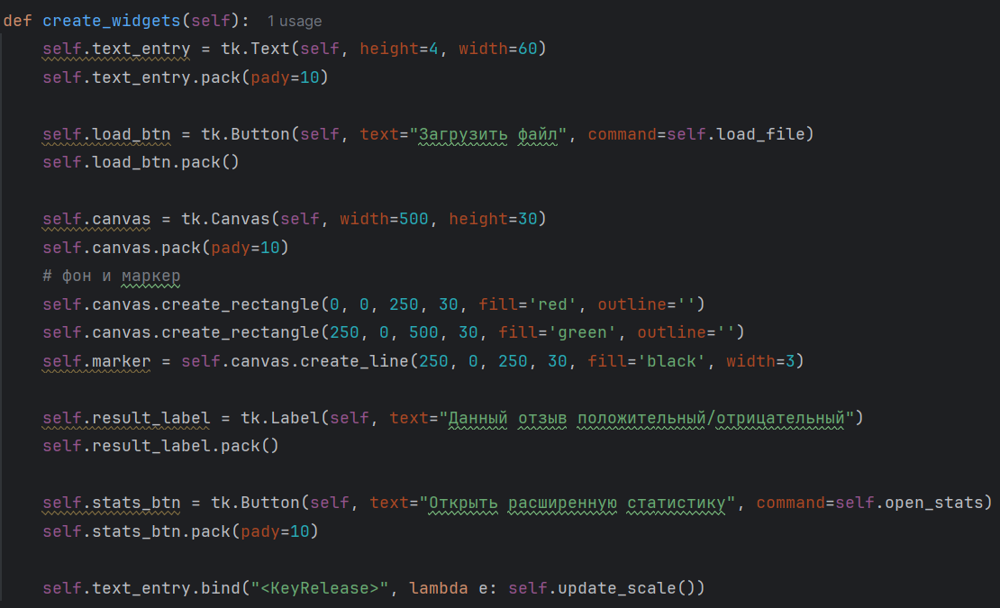 def create_widgets(self): 1 usage
    self.text_entry = tk.Text(self, height=4, width=60)
    self.text_entry.pack(pady=10)

    self.load_btn = tk.Button(self, text="Загрузить файл", command=self.load_file)
    self.load_btn.pack()

    self.canvas = tk.Canvas(self, width=500, height=30)
    self.canvas.pack(pady=10)
    # фон и маркер
    self.canvas.create_rectangle(0, 0, 250, 30, fill='red', outline='')
    self.canvas.create_rectangle(250, 0, 500, 30, fill='green', outline='')
    self.marker = self.canvas.create_line(250, 0, 250, 30, fill='black', width=3)

    self.result_label = tk.Label(self, text="Данный отзыв положительный/отрицательный")
    self.result_label.pack()

    self.stats_btn = tk.Button(self, text="Открыть расширенную статистику", command=self.open_stats)
    self.stats_btn.pack(pady=10)

    self.text_entry.bind("<KeyRelease>", lambda e: self.update_scale())